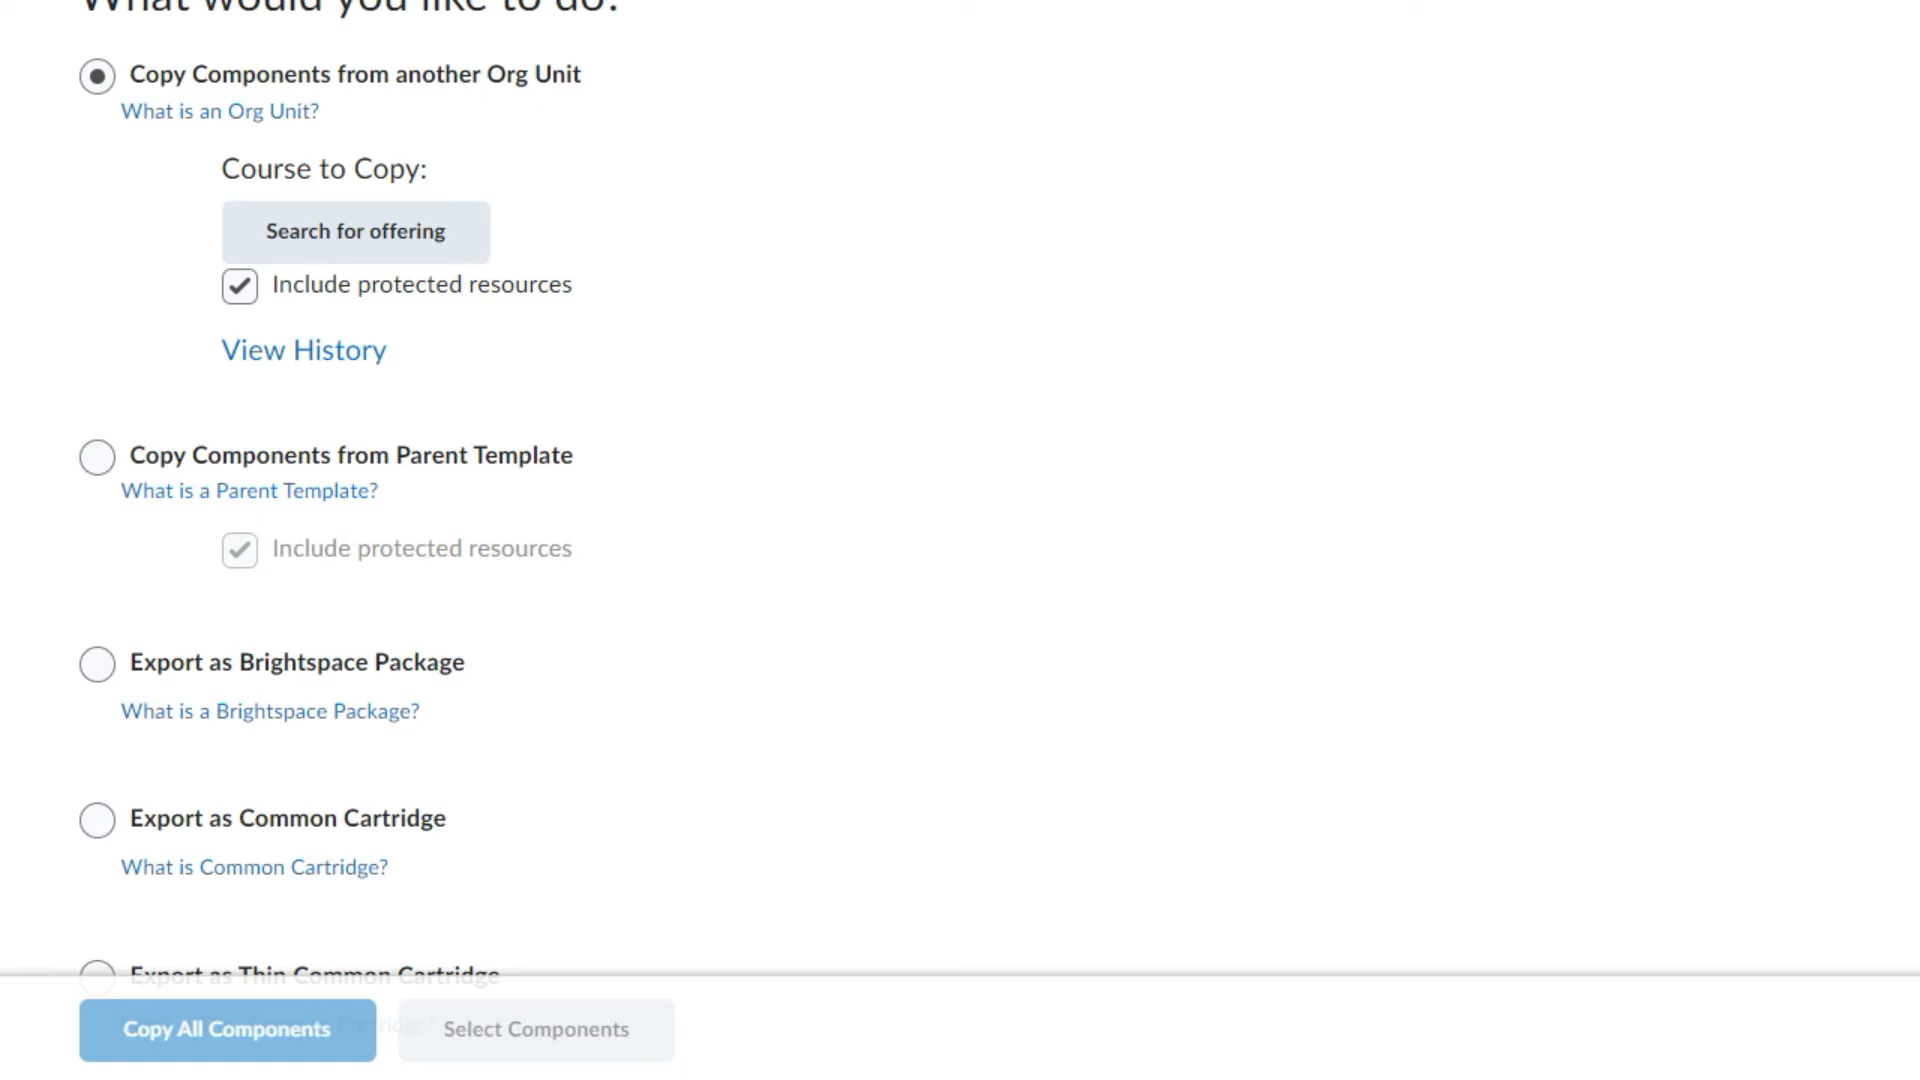 What would you like to do?
Copy Components from another Org Unit
What is an Org Unit?
Course to Copy:
Search for offering
Include protected resources
View History
Copy Components from Parent Template
What is a Parent Template?
Include protected resources
Export as Brightspace Package
What is a Brightspace Package?
Export as Common Cartridge
What is Common Cartridge?
Export as Thin Common Cartridge
Copy All Components
Select Components